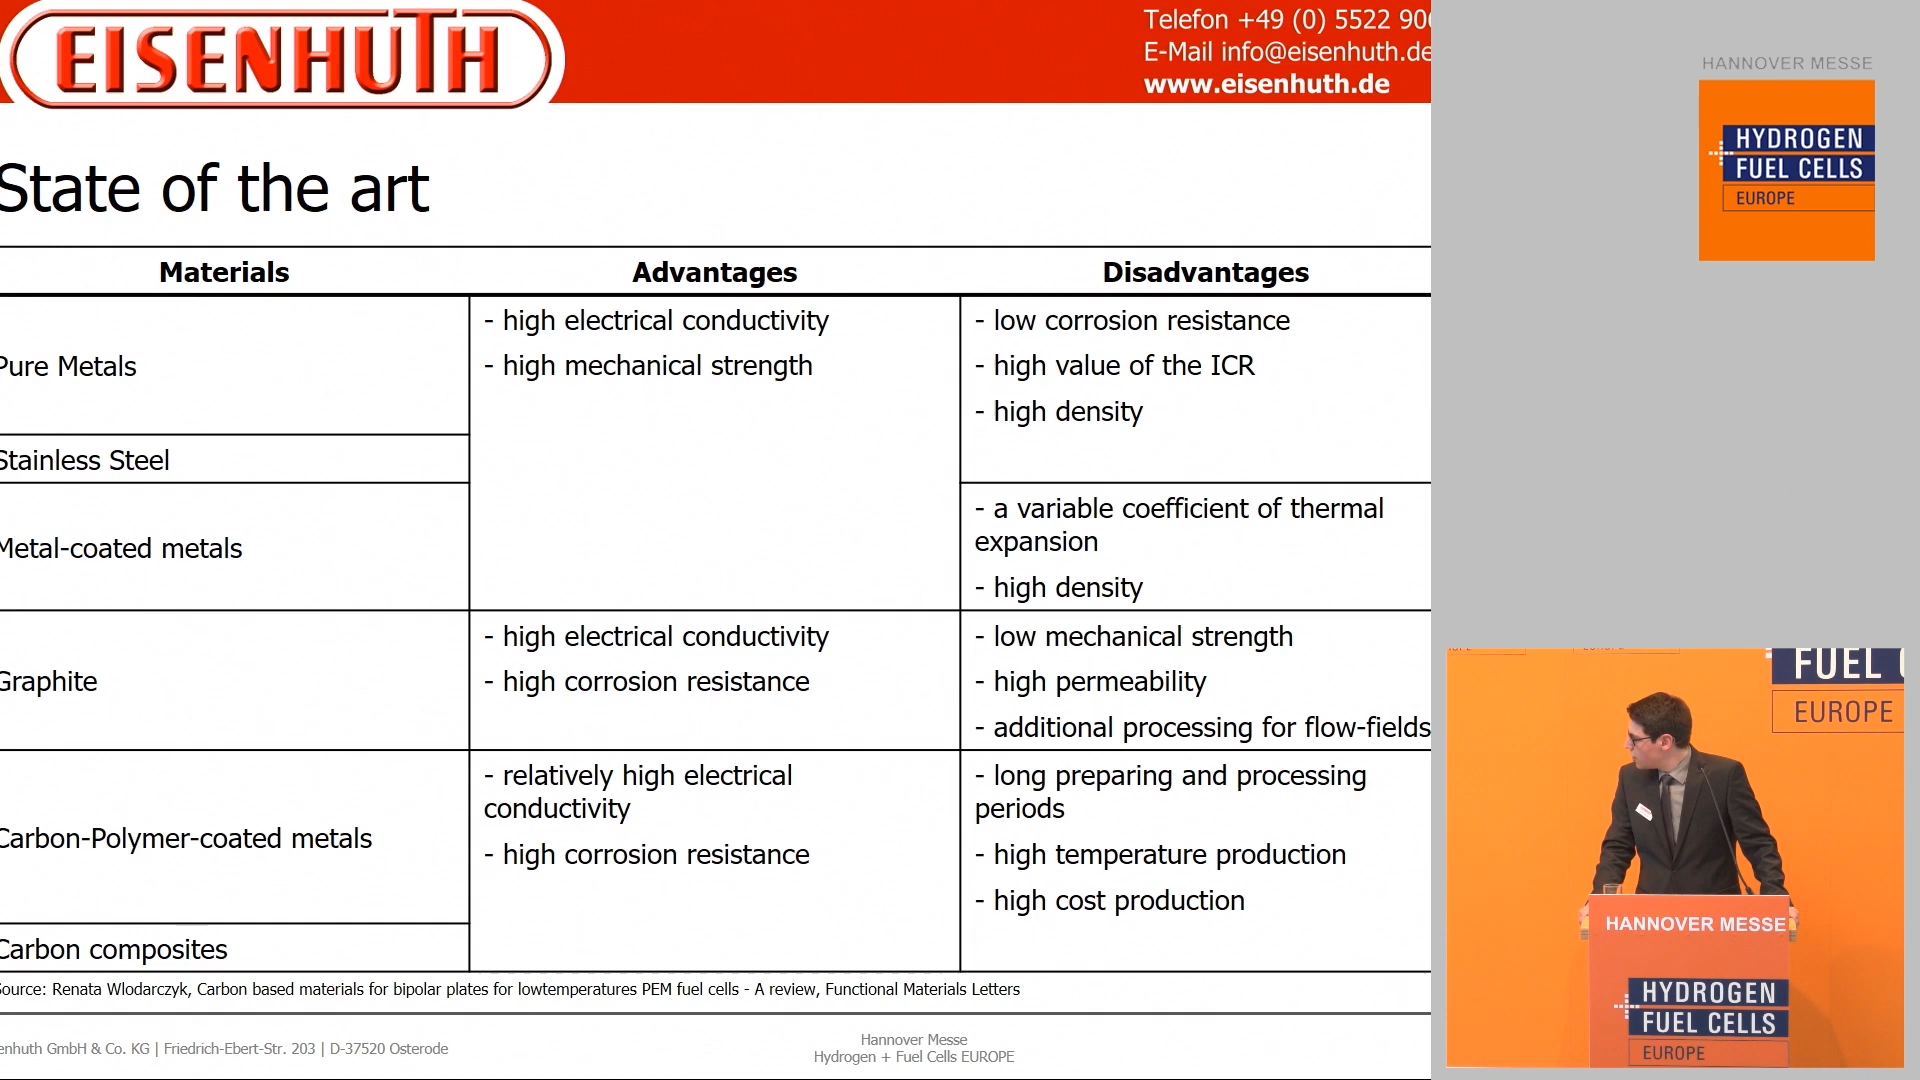 EISENHUTH
Telefon +49 (0) 5522 90
E-Mail info@eisenhuth.de
www.eisenhuth.de
HANNOVER MESSE
HYDROGEN
FUEL CELLS
EUROPE
State of the art
Materials
Advantages
Disadvantages
Pure Metals
- high electrical conductivity
- high mechanical strength
- low corrosion resistance
- high value of the ICR
- high density
Stainless Steel
Metal-coated metals
- a variable coefficient of thermal
expansion
- high density
Graphite
- high electrical conductivity
- high corrosion resistance
- low mechanical strength
- high permeability
- additional processing for flow-fields
Carbon-Polymer-coated metals
- relatively high electrical
conductivity
- high corrosion resistance
- long preparing and processing
periods
- high temperature production
- high cost production
Carbon composites
Source: Renata Wlodarczyk, Carbon based materials for bipolar plates for lowtemperatures PEM fuel cells - A review, Functional Materials Letters
enhuth GmbH & Co. KG | Friedrich-Ebert-Str. 203 | D-37520 Osterode
Hannover Messe
Hydrogen + Fuel Cells EUROPE
FUEL C
EUROPE
HANNOVER MESSE
HYDROGEN
FUEL CELLS
EUROPE